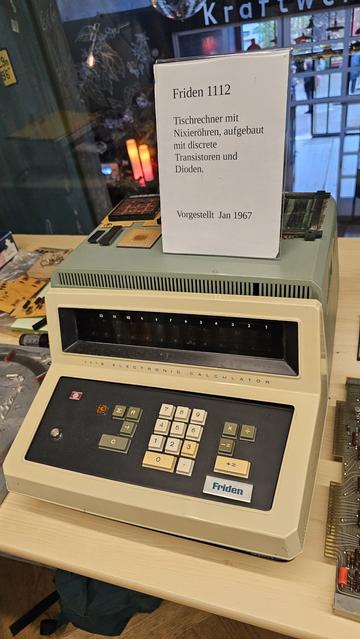 Kraftwe
Friden 1112
Tischrechner mit
Nixieröhren, aufgebaut
mit discrete
Transistoren und
Dioden.
Vorgestellt Jan 1967
1112 ELECTRONIC CALCULATOR
7 8 9
4 5 6
1 2 3
0
C
Friden